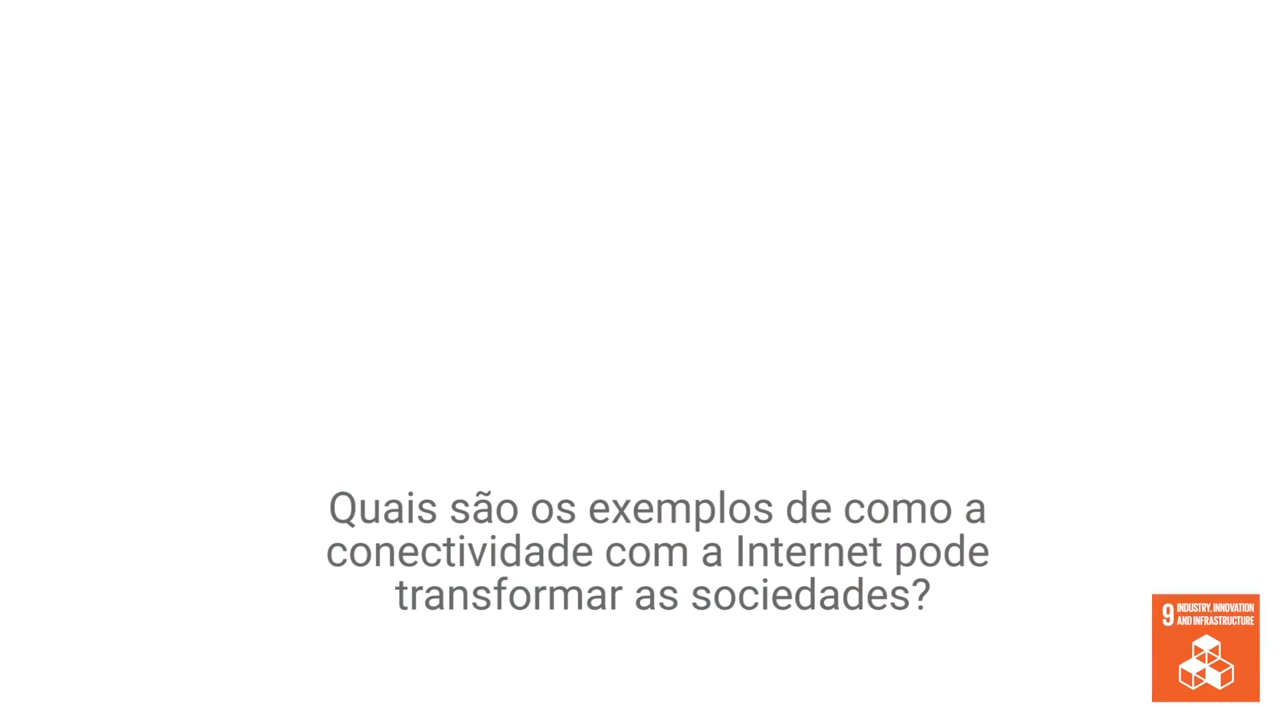 Quais são os exemplos de como a
conectividade com a Internet pode
transformar as sociedades?
9 INDUSTRY, INNOVATION
AND INFRASTRUCTURE